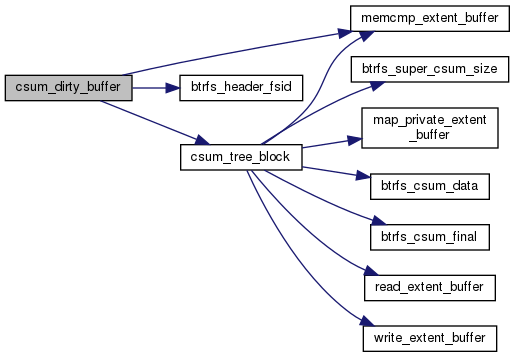 csum_dirty_buffer
btrfs_header_fsid
csum_tree_block
memcmp_extent_buffer
btrfs_super_csum_size
map_private_extent
_buffer
btrfs_csum_data
btrfs_csum_final
read_extent_buffer
write_extent_buffer